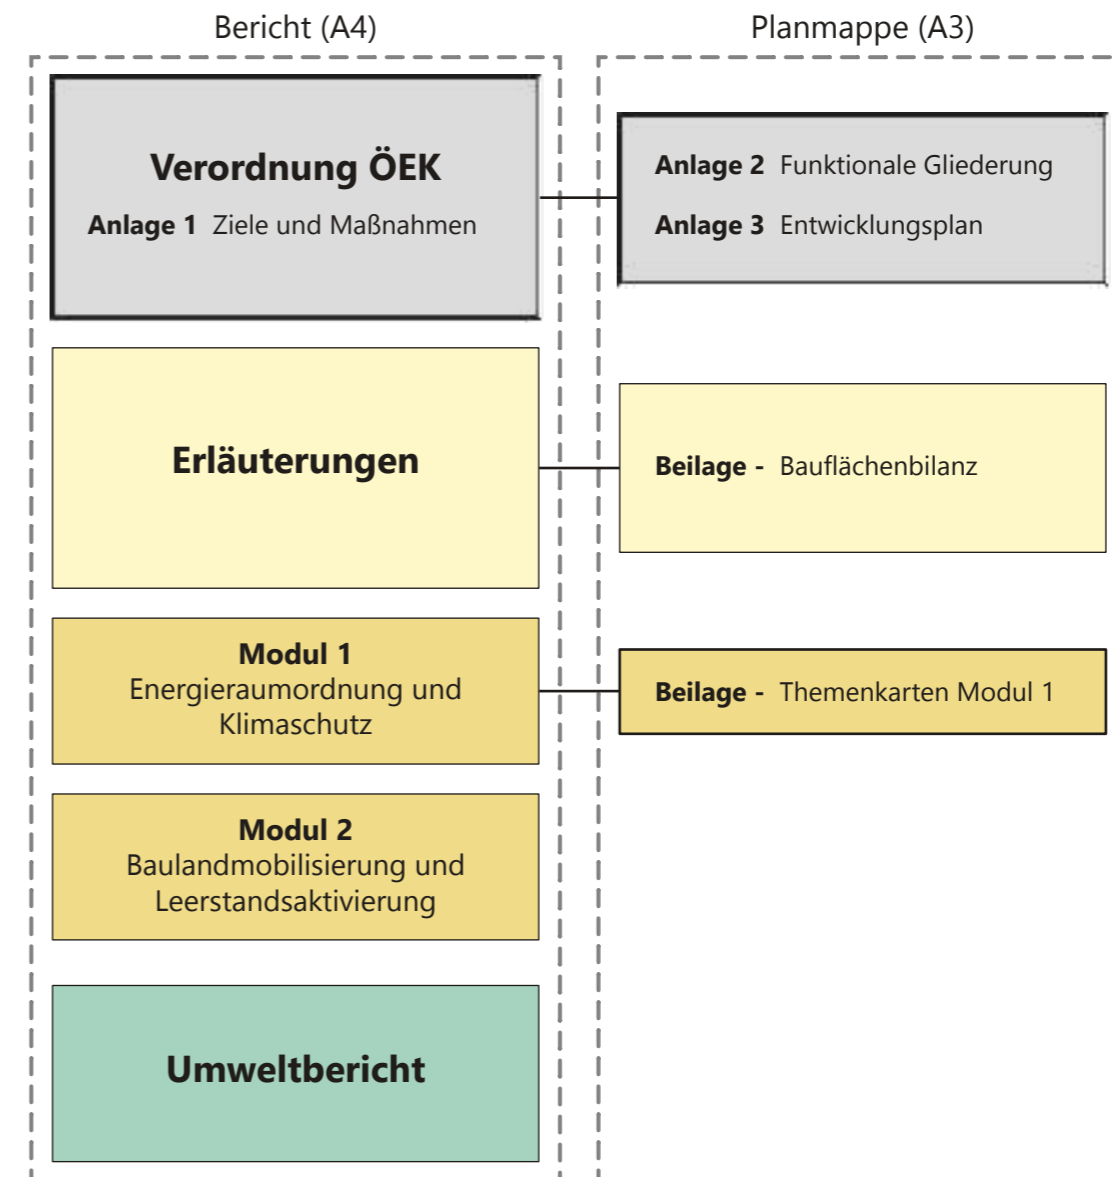 Bericht (A4)
Planmappe (A3)
Verordnung ÖEK
Anlage 1 Ziele und Maßnahmen
Anlage 2 Funktionale Gliederung
Anlage 3 Entwicklungsplan
Erläuterungen
Beilage - Bauflächenbilanz
Modul 1
Energieraumordnung und
Klimaschutz
Beilage - Themenkarten Modul 1
Modul 2
Baulandmobilisierung und
Leerstandsaktivierung
Umweltbericht